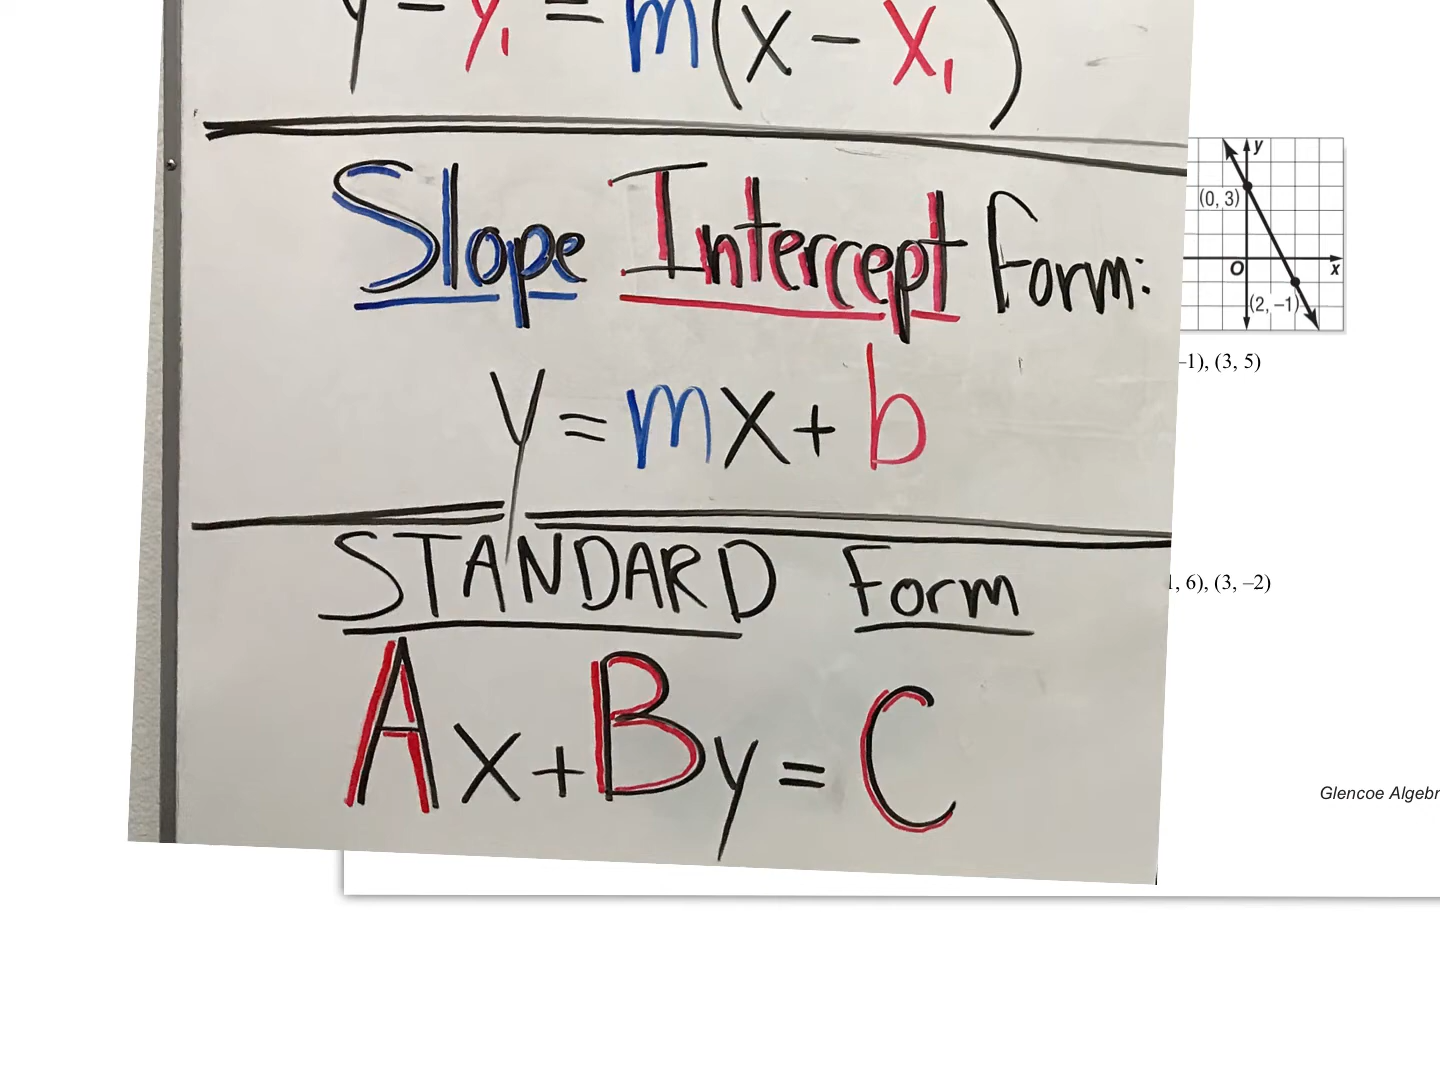 y - y₁ = m(x - x₁)
Slope Intercept Form:
y = mx + b
STANDARD Form
Ax + By = C
y
(0, 3)
O
x
(2, –1)
–1), (3, 5)
, 6), (3, –2)
Glencoe Algebr